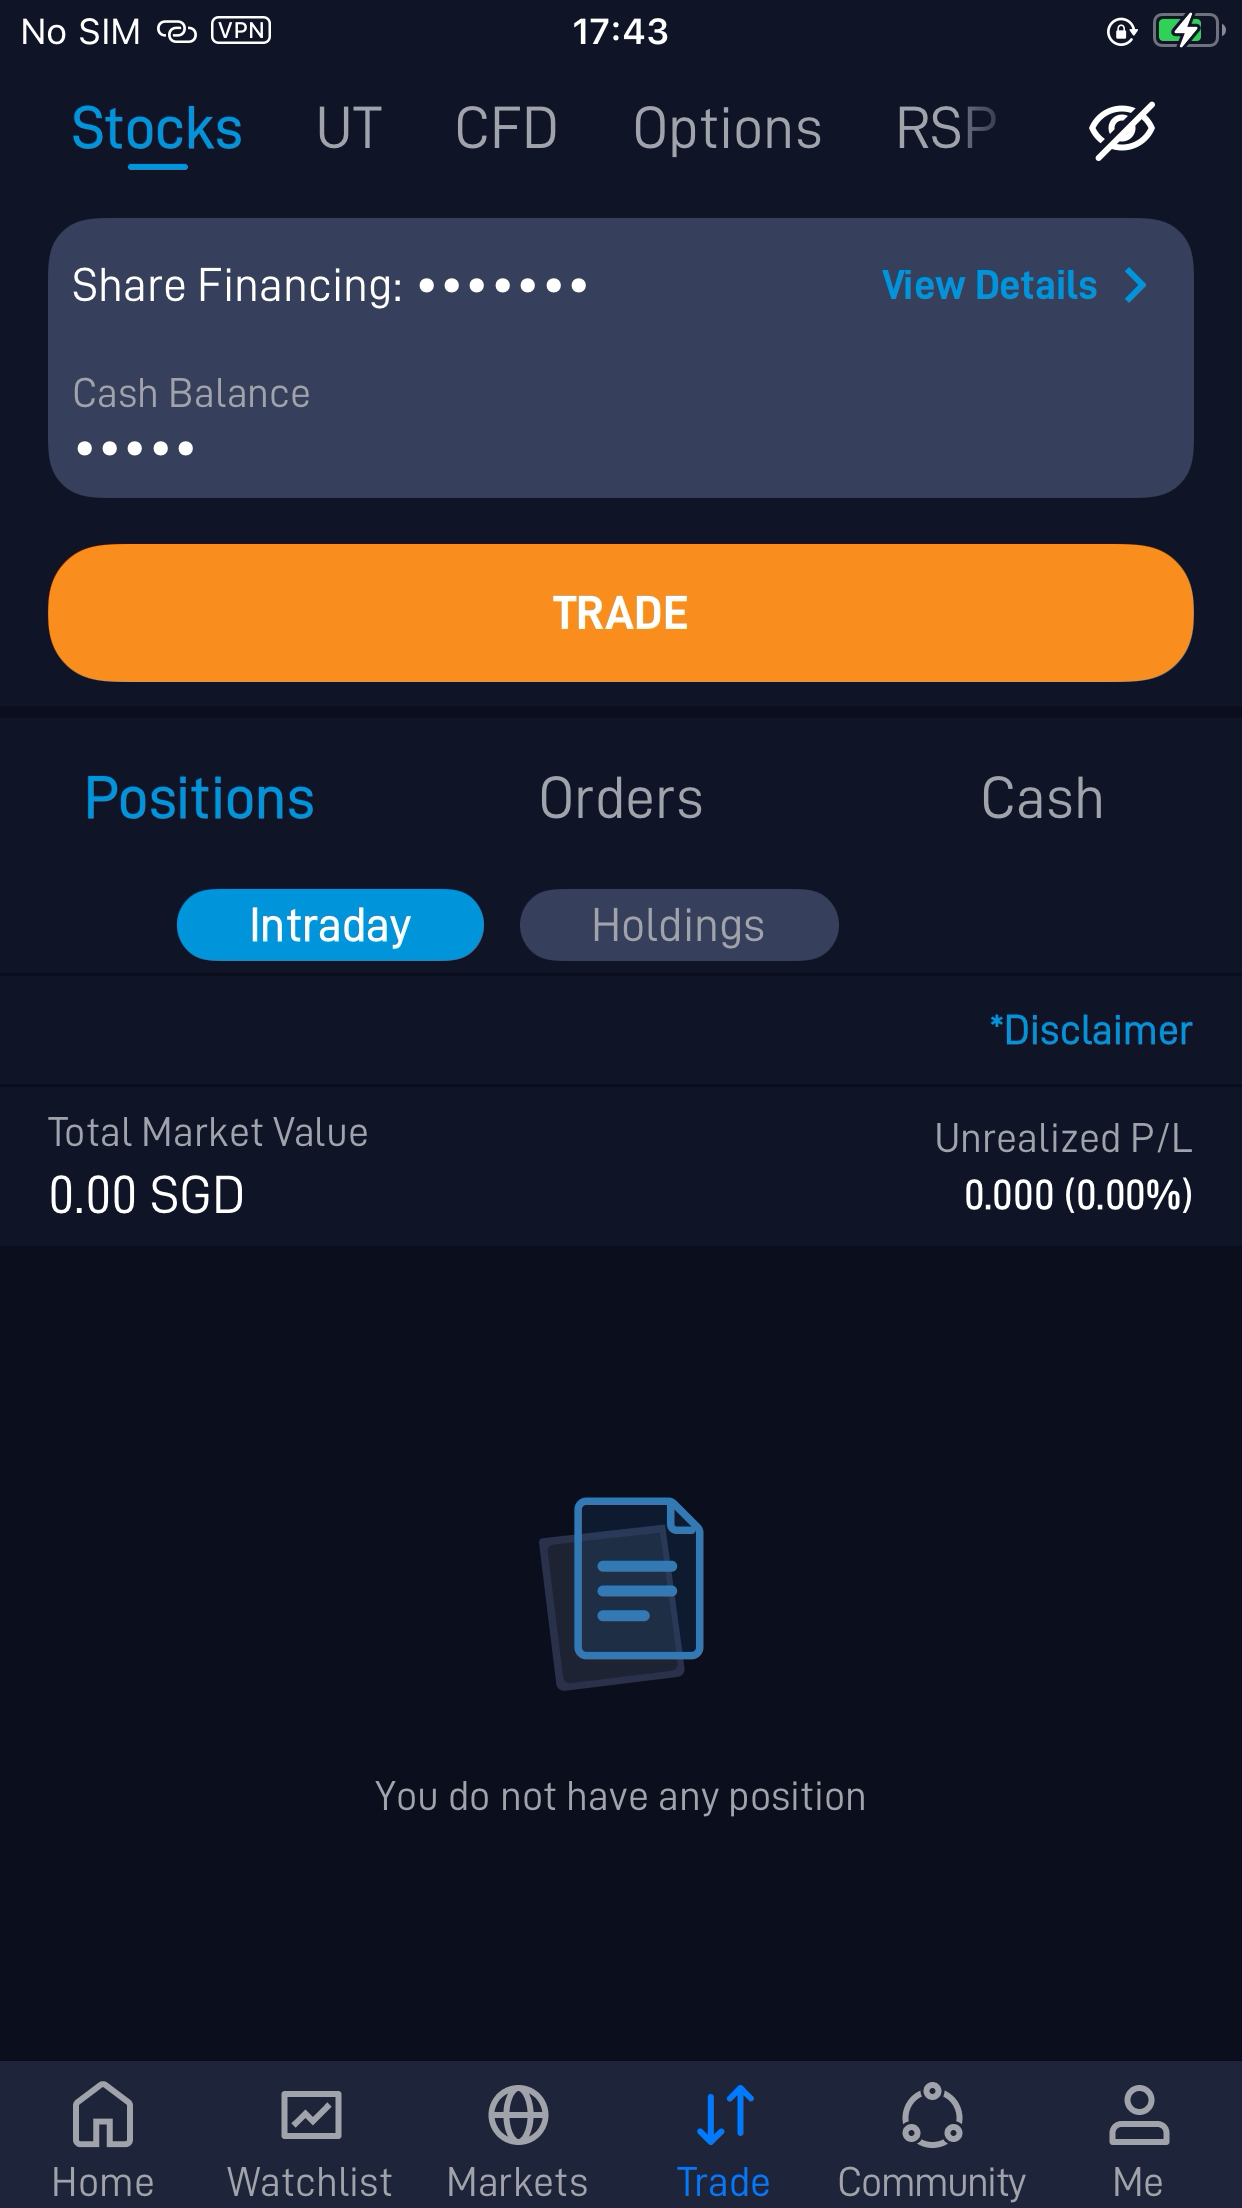 No SIM VPN 17:43
Stocks UT CFD Options RSP
Share Financing: ••••••• View Details
Cash Balance
•••••
TRADE
Positions Orders Cash
Intraday Holdings
*Disclaimer
Total Market Value Unrealized P/L
0.00 SGD 0.000 (0.00%)
You do not have any position
Home Watchlist Markets Trade Community Me